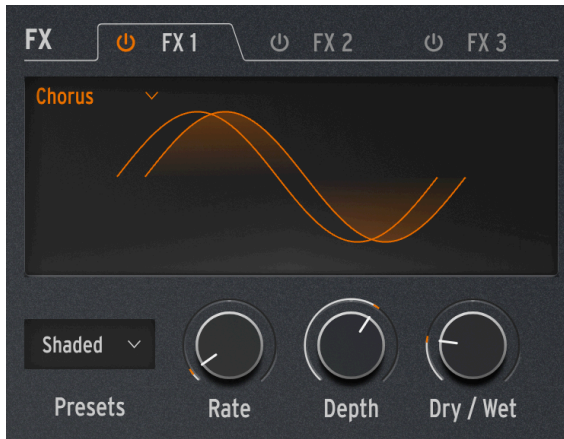 FX FX 1 FX 2 FX 3
Chorus
Shaded
Presets Rate Depth Dry / Wet